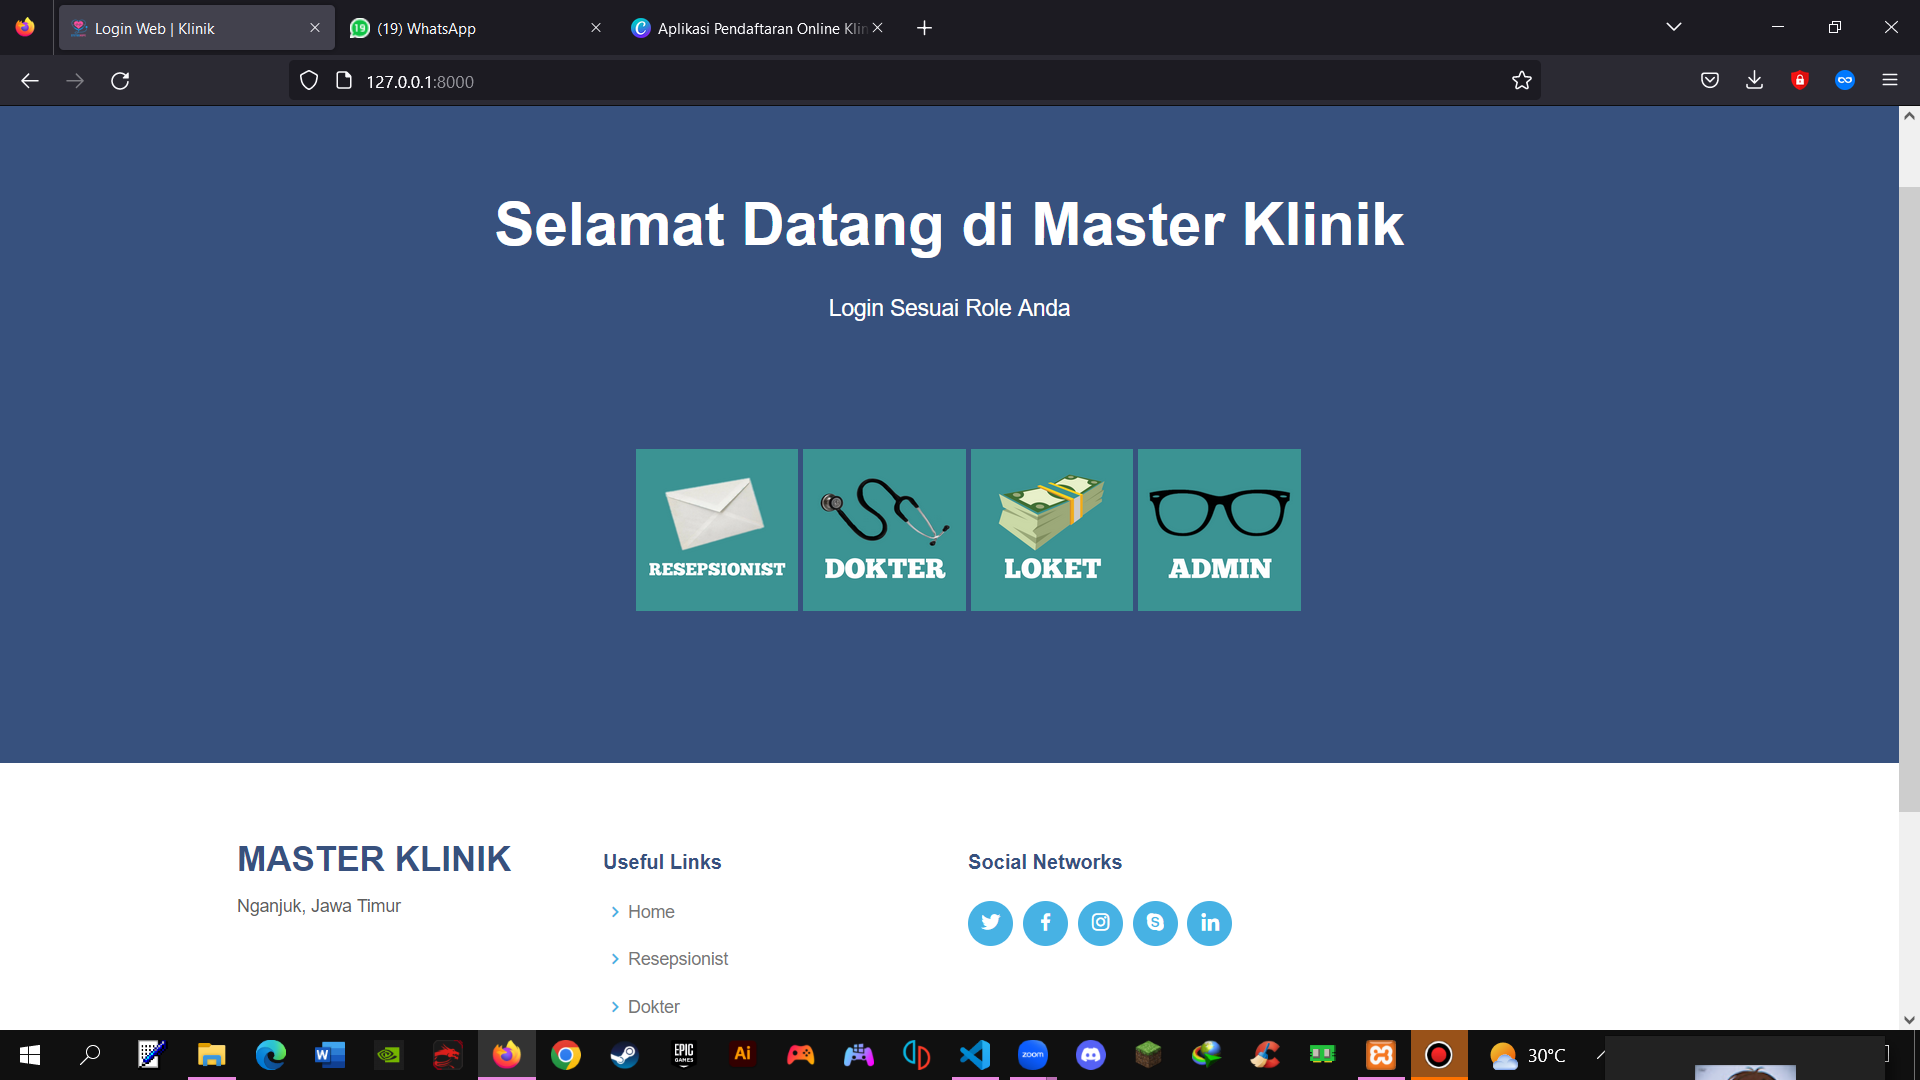 Login Web | Klinik
(19) WhatsApp
Aplikasi Pendaftaran Online Klin
127.0.0.1:8000
Selamat Datang di Master Klinik
Login Sesuai Role Anda
RESEPSIONIST
DOKTER
LOKET
ADMIN
MASTER KLINIK
Nganjuk, Jawa Timur
Useful Links
Home
Resepsionist
Dokter
Social Networks
30°C